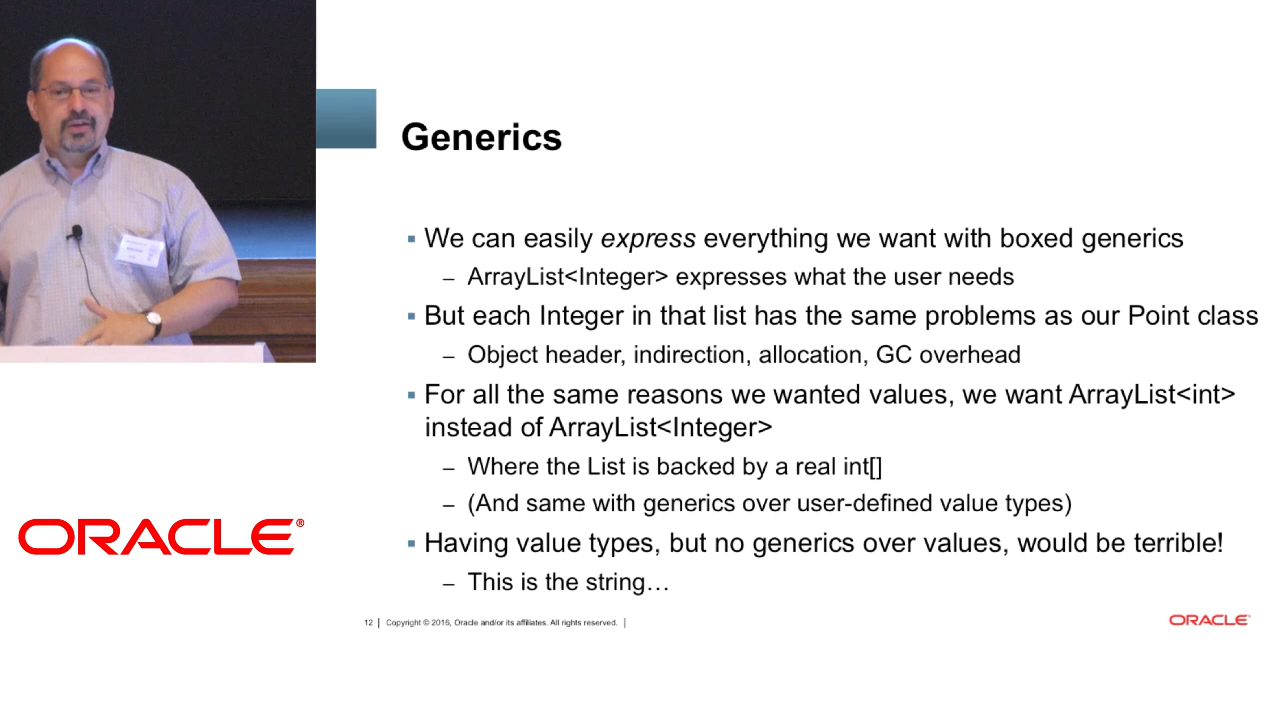 Generics
▪ We can easily express everything we want with boxed generics
– ArrayList<Integer> expresses what the user needs
▪ But each Integer in that list has the same problems as our Point class
– Object header, indirection, allocation, GC overhead
▪ For all the same reasons we wanted values, we want ArrayList<int>
instead of ArrayList<Integer>
– Where the List is backed by a real int[]
– (And same with generics over user-defined value types)
▪ Having value types, but no generics over values, would be terrible!
– This is the string…
ORACLE®
12 | Copyright © 2016, Oracle and/or its affiliates. All rights reserved. |
ORACLE®